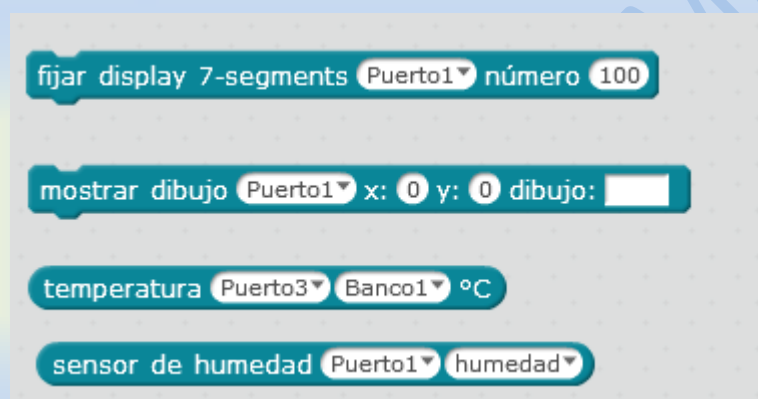 fijar display 7-segments Puerto1 número 100
mostrar dibujo Puerto1 x: 0 y: 0 dibujo:
temperatura Puerto3 Banco1 ºC
sensor de humedad Puerto1 humedad